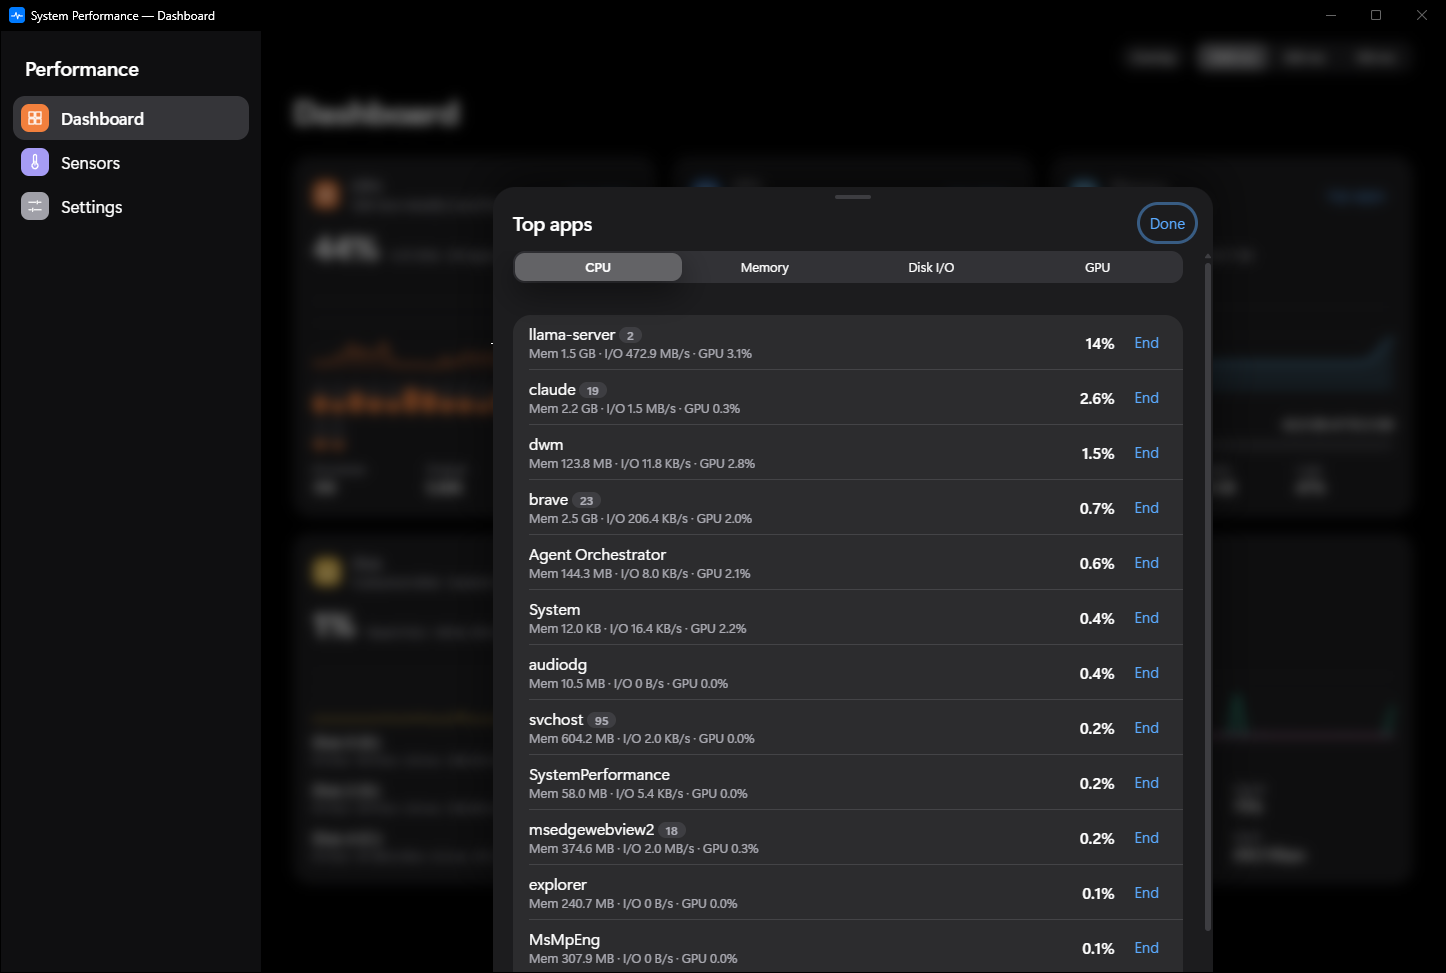 System Performance — Dashboard
Performance
Dashboard
Sensors
Settings
Dashboard
44%
1%
Top apps
Done
CPU Memory Disk I/O GPU
llama-server 2
Mem 1.5 GB · I/O 472.9 MB/s · GPU 3.1%
14% End
claude 19
Mem 2.2 GB · I/O 1.5 MB/s · GPU 0.3%
2.6% End
dwm
Mem 123.8 MB · I/O 11.8 KB/s · GPU 2.8%
1.5% End
brave 23
Mem 2.5 GB · I/O 206.4 KB/s · GPU 2.0%
0.7% End
Agent Orchestrator
Mem 144.3 MB · I/O 8.0 KB/s · GPU 2.1%
0.6% End
System
Mem 12.0 KB · I/O 16.4 KB/s · GPU 2.2%
0.4% End
audiodg
Mem 10.5 MB · I/O 0 B/s · GPU 0.0%
0.4% End
svchost 95
Mem 604.2 MB · I/O 2.0 KB/s · GPU 0.0%
0.2% End
SystemPerformance
Mem 58.0 MB · I/O 5.4 KB/s · GPU 0.0%
0.2% End
msedgewebview2 18
Mem 374.6 MB · I/O 2.0 MB/s · GPU 0.3%
0.2% End
explorer
Mem 240.7 MB · I/O 0 B/s · GPU 0.0%
0.1% End
MsMpEng
Mem 307.9 MB · I/O 0 B/s · GPU 0.0%
0.1% End